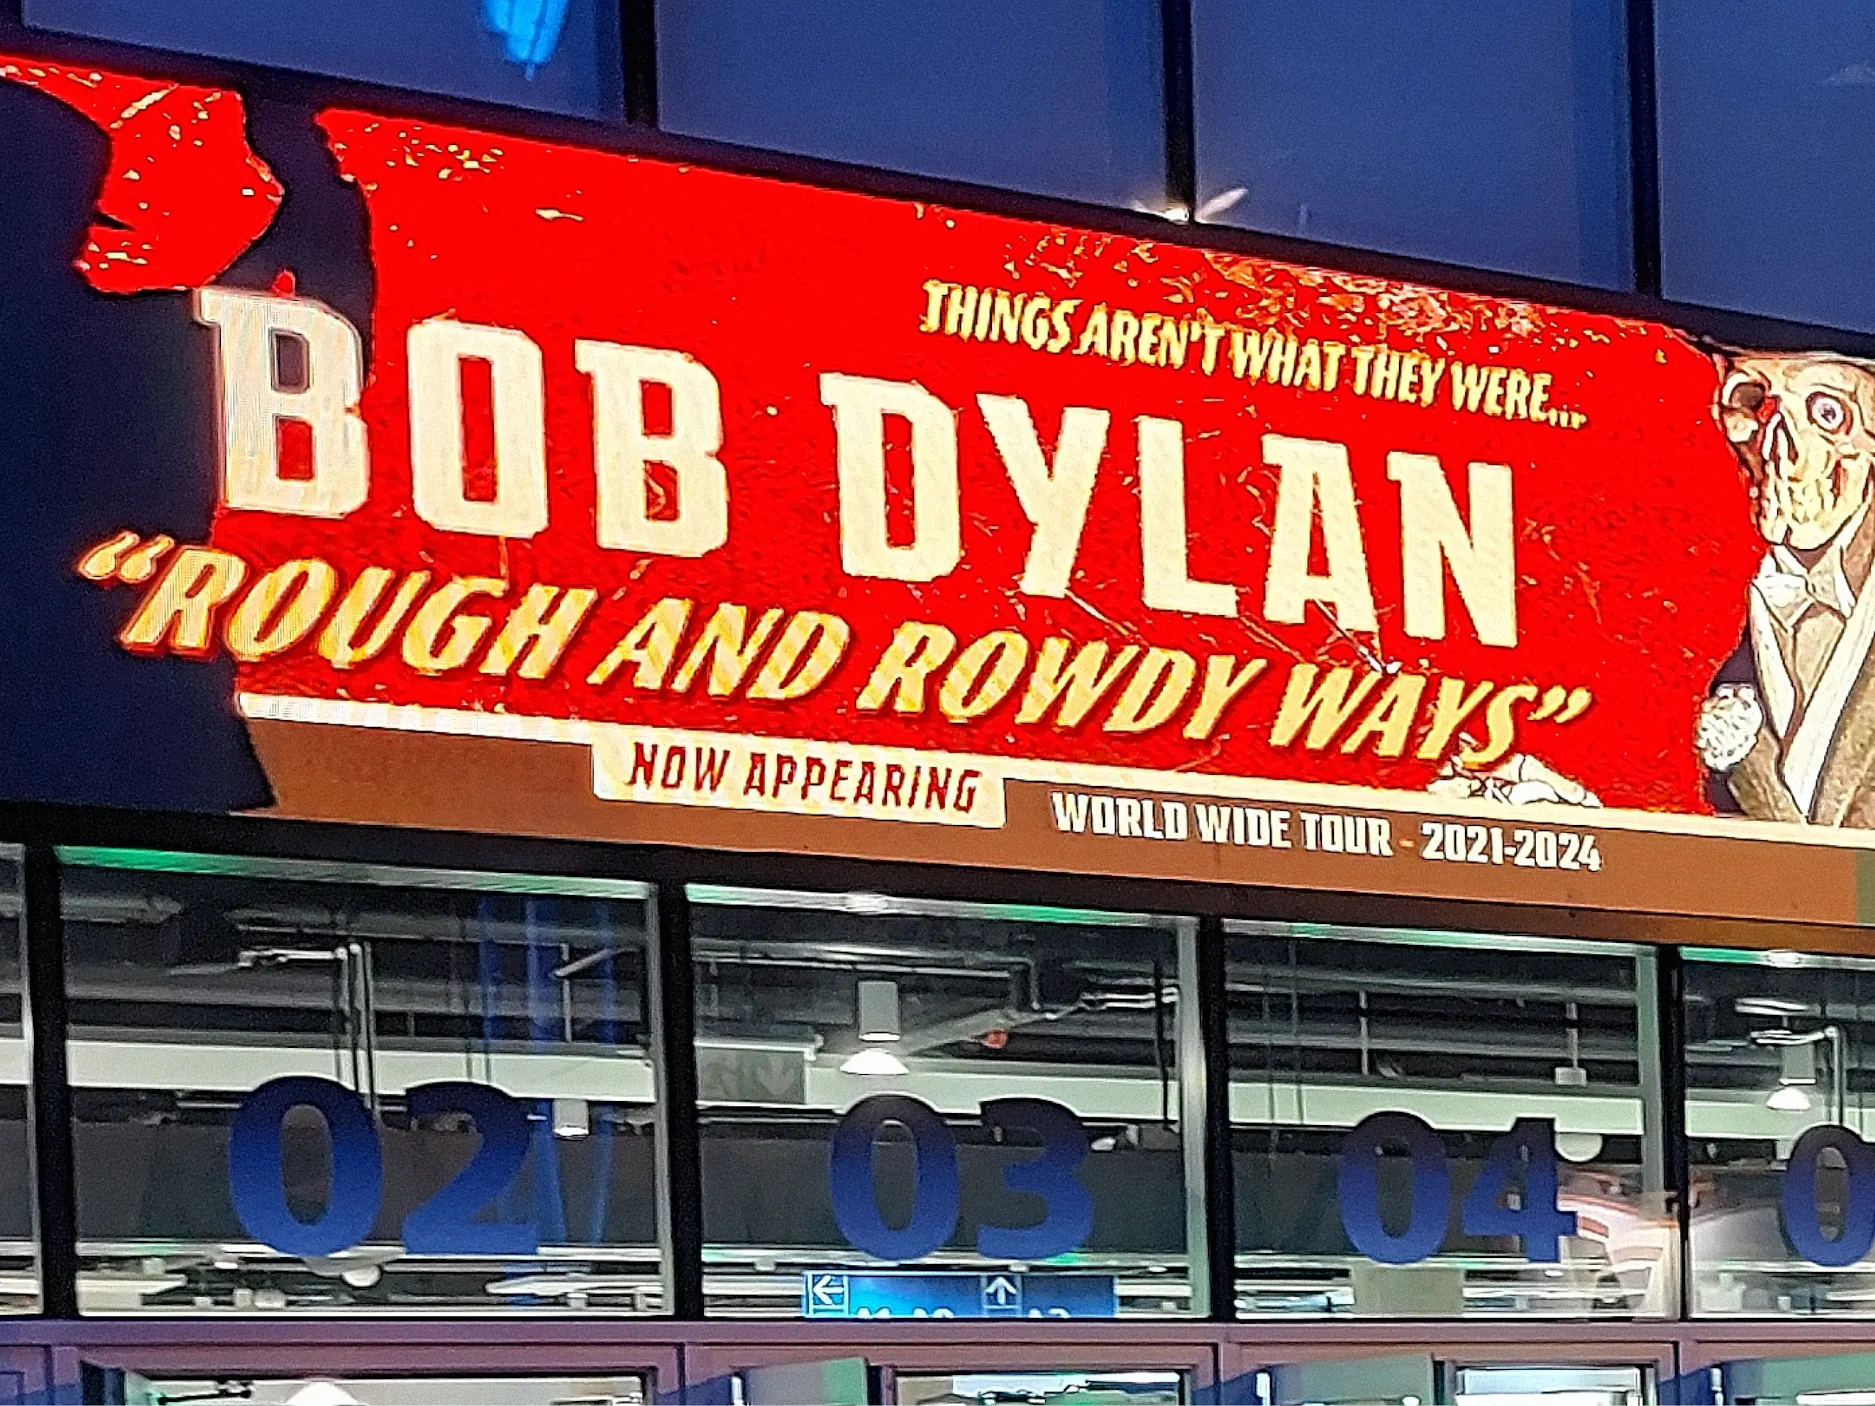 THINGS AREN'T WHAT THEY WERE...
BOB DYLAN
“ROUGH AND ROWDY WAYS”
NOW APPEARING
WORLD WIDE TOUR - 2021-2024
02
03
04